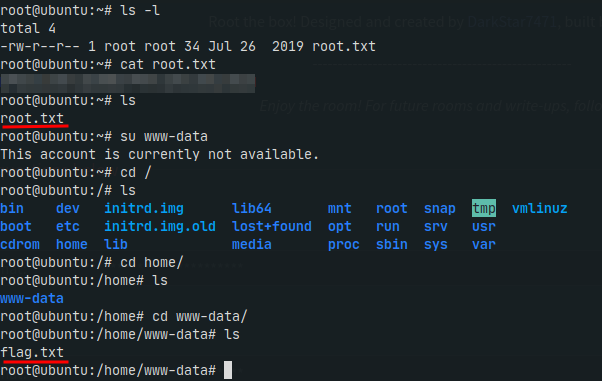 root@ubuntu:~# ls -l
total 4
-rw-r--r-- 1 root root 34 Jul 26  2019 root.txt
root@ubuntu:~# cat root.txt
root@ubuntu:~# ls
root.txt
root@ubuntu:~# su www-data
This account is currently not available.
root@ubuntu:~# cd /
root@ubuntu:/# ls
bin    dev   initrd.img      lib64       mnt   root  snap  tmp  vmlinuz
boot   etc   initrd.img.old  lost+found  opt   run   srv   usr
cdrom  home  lib             media       proc  sbin  sys   var
root@ubuntu:/# cd home/
root@ubuntu:/home# ls
www-data
root@ubuntu:/home# cd www-data/
root@ubuntu:/home/www-data# ls
flag.txt
root@ubuntu:/home/www-data#